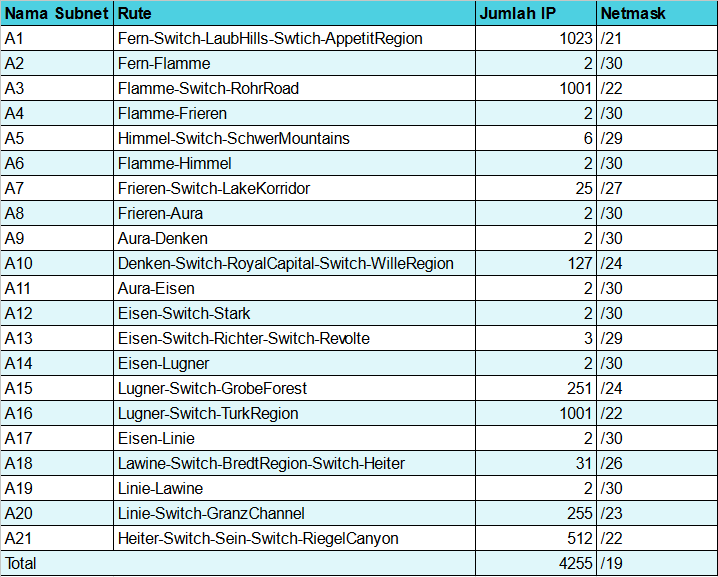 Nama Subnet Rute Jumlah IP Netmask
A1 Fern-Switch-LaubHills-Swtich-AppetitRegion 1023 /21
A2 Fern-Flamme 2 /30
A3 Flamme-Switch-RohrRoad 1001 /22
A4 Flamme-Frieren 2 /30
A5 Himmel-Switch-SchwerMountains 6 /29
A6 Flamme-Himmel 2 /30
A7 Frieren-Switch-LakeKorridor 25 /27
A8 Frieren-Aura 2 /30
A9 Aura-Denken 2 /30
A10 Denken-Switch-RoyalCapital-Switch-WilleRegion 127 /24
A11 Aura-Eisen 2 /30
A12 Eisen-Switch-Stark 2 /30
A13 Eisen-Switch-Richter-Switch-Revolte 3 /29
A14 Eisen-Lugner 2 /30
A15 Lugner-Switch-GrobeForest 251 /24
A16 Lugner-Switch-TurkRegion 1001 /22
A17 Eisen-Linie 2 /30
A18 Lawine-Switch-BredtRegion-Switch-Heiter 31 /26
A19 Linie-Lawine 2 /30
A20 Linie-Switch-GranzChannel 255 /23
A21 Heiter-Switch-Sein-Switch-RiegelCanyon 512 /22
Total 4255 /19